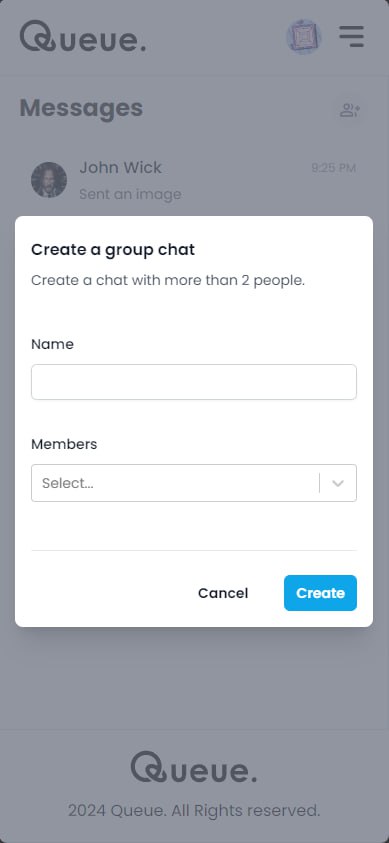 Queue.
Messages
John Wick
9:25 PM
Sent an image
Create a group chat
Create a chat with more than 2 people.
Name
Members
Select...
Cancel
Create
Queue.
2024 Queue. All Rights reserved.